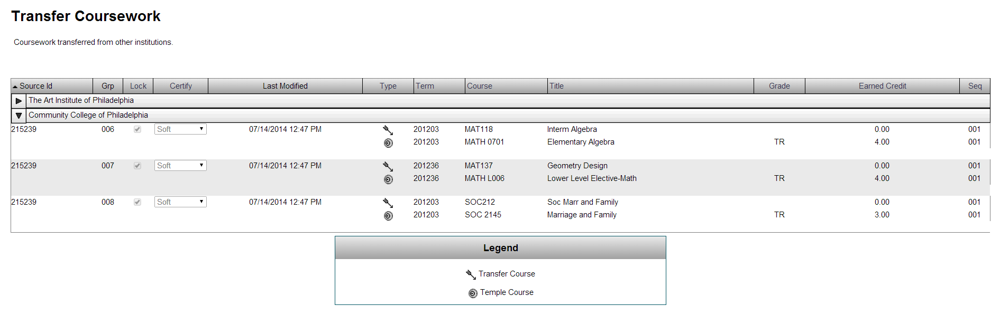 Transfer Coursework
Coursework transferred from other institutions.
Source Id Grp Lock Certify Last Modified Type Term Course Title Grade Earned Credit Seq
The Art Institute of Philadelphia
Community College of Philadelphia
215239 006 Soft 07/14/2014 12:47 PM 201203 MAT118 Interm Algebra 0.00 001
201203 MATH 0701 Elementary Algebra TR 4.00 001
215239 007 Soft 07/14/2014 12:47 PM 201236 MAT137 Geometry Design 0.00 001
201236 MATH L006 Lower Level Elective-Math TR 4.00 001
215239 008 Soft 07/14/2014 12:47 PM 201203 SOC212 Soc Marr and Family 0.00 001
201203 SOC 2145 Marriage and Family TR 3.00 001
Legend
Transfer Course
Temple Course